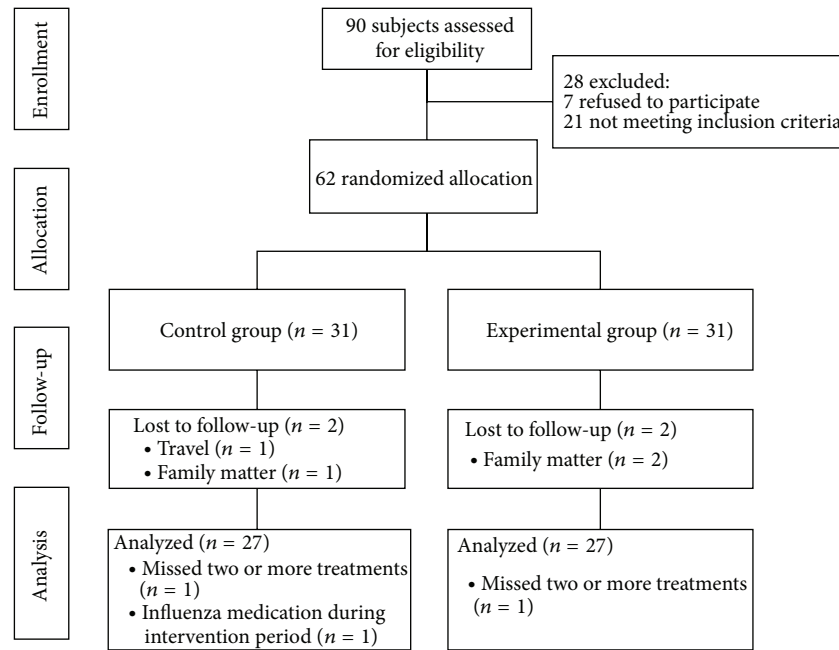 Enrollment
90 subjects assessed
for eligibility
28 excluded:
7 refused to participate
21 not meeting inclusion criteria
Allocation
62 randomized allocation
Control group (n = 31)
Experimental group (n = 31)
Follow-up
Lost to follow-up (n = 2)
• Travel (n = 1)
• Family matter (n = 1)
Lost to follow-up (n = 2)
• Family matter (n = 2)
Analysis
Analyzed (n = 27)
• Missed two or more treatments
(n = 1)
• Influenza medication during
intervention period (n = 1)
Analyzed (n = 27)
• Missed two or more treatments
(n = 1)